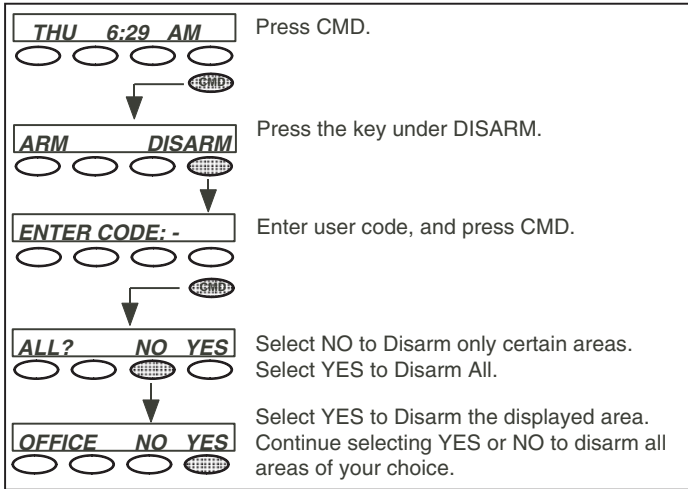 THU 6:29 AM
Press CMD.
CMD
ARM DISARM
Press the key under DISARM.
ENTER CODE: -
Enter user code, and press CMD.
CMD
ALL? NO YES
Select NO to Disarm only certain areas.
Select YES to Disarm All.
OFFICE NO YES
Select YES to Disarm the displayed area.
Continue selecting YES or NO to disarm all
areas of your choice.